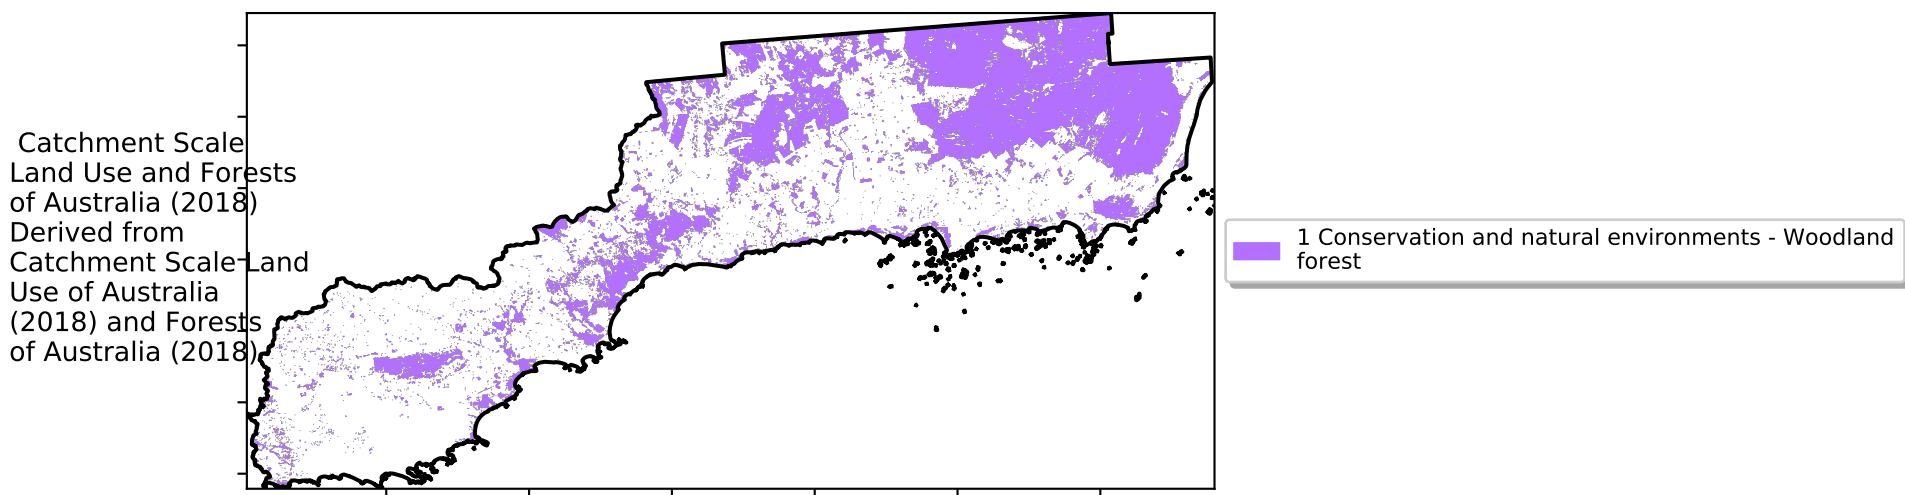 Catchment Scale
Land Use and Forests
of Australia (2018)
Derived from
Catchment Scale Land
Use of Australia
(2018) and Forests
of Australia (2018)
1 Conservation and natural environments - Woodland
forest